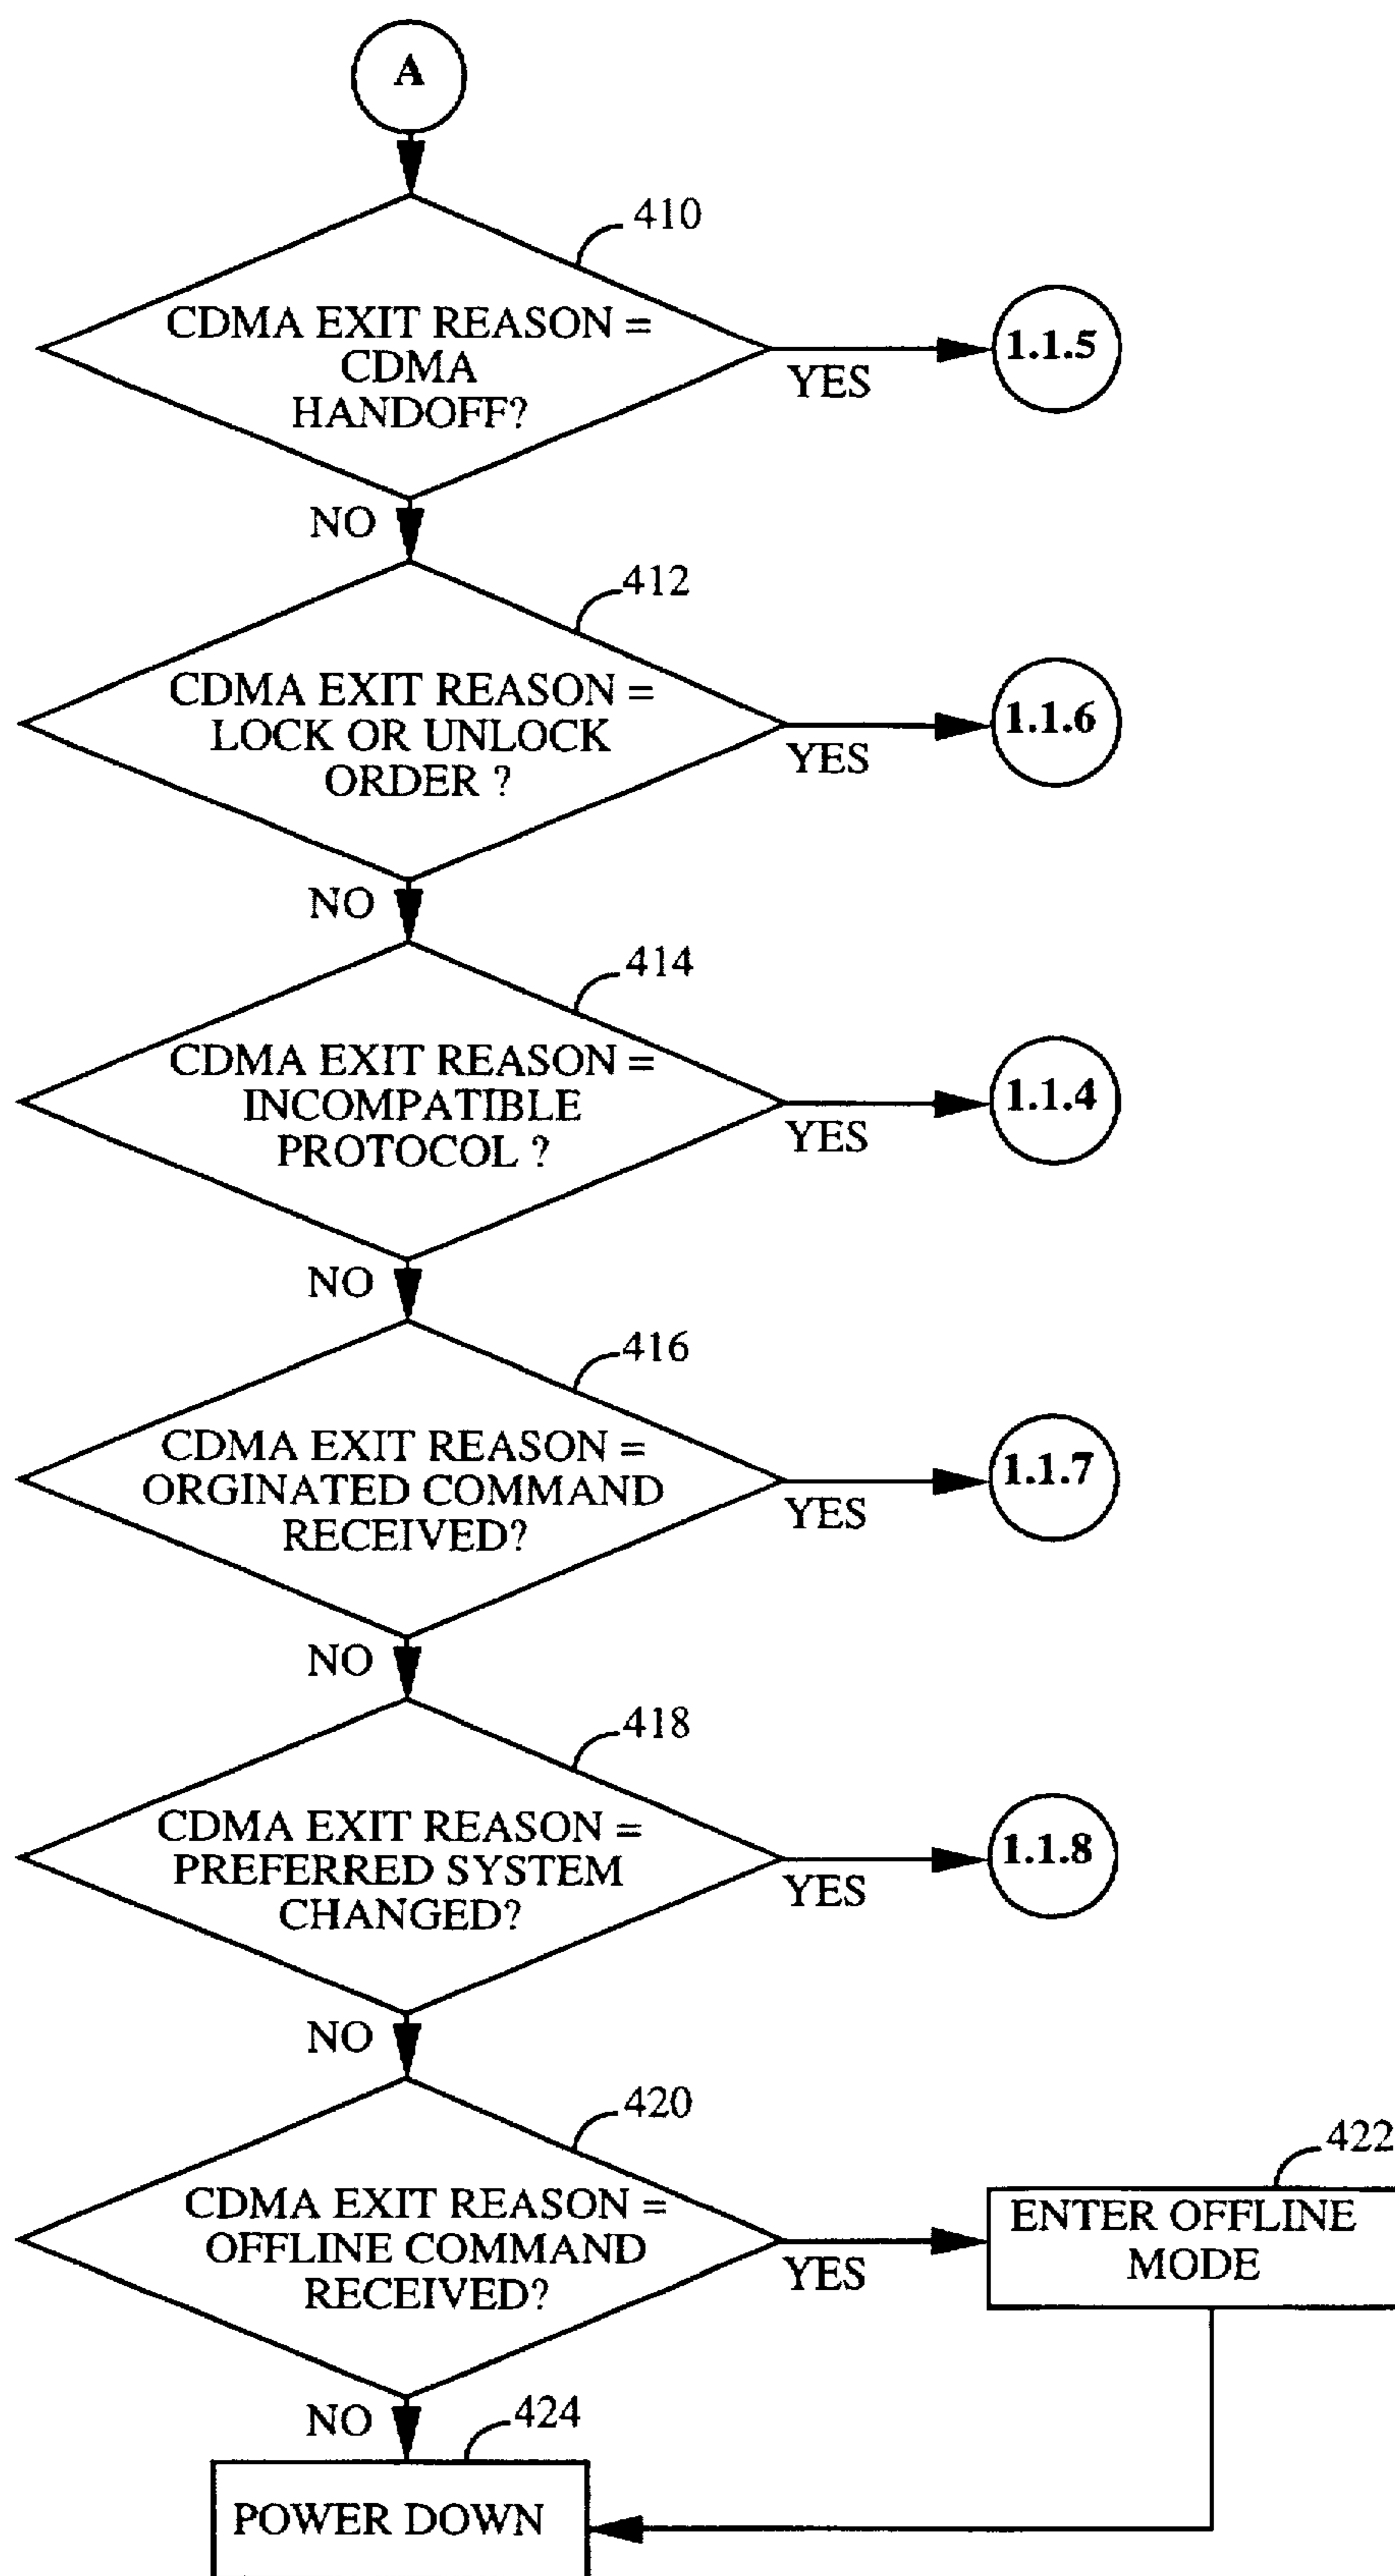 A
410
CDMA EXIT REASON =
CDMA
HANDOFF?
YES
1.1.5
NO
412
CDMA EXIT REASON =
LOCK OR UNLOCK
ORDER ?
YES
1.1.6
NO
414
CDMA EXIT REASON =
INCOMPATIBLE
PROTOCOL ?
YES
1.1.4
NO
416
CDMA EXIT REASON =
ORGINATED COMMAND
RECEIVED?
YES
1.1.7
NO
418
CDMA EXIT REASON =
PREFERRED SYSTEM
CHANGED?
YES
1.1.8
NO
420
CDMA EXIT REASON =
OFFLINE COMMAND
RECEIVED?
YES
422
ENTER OFFLINE
MODE
NO
424
POWER DOWN